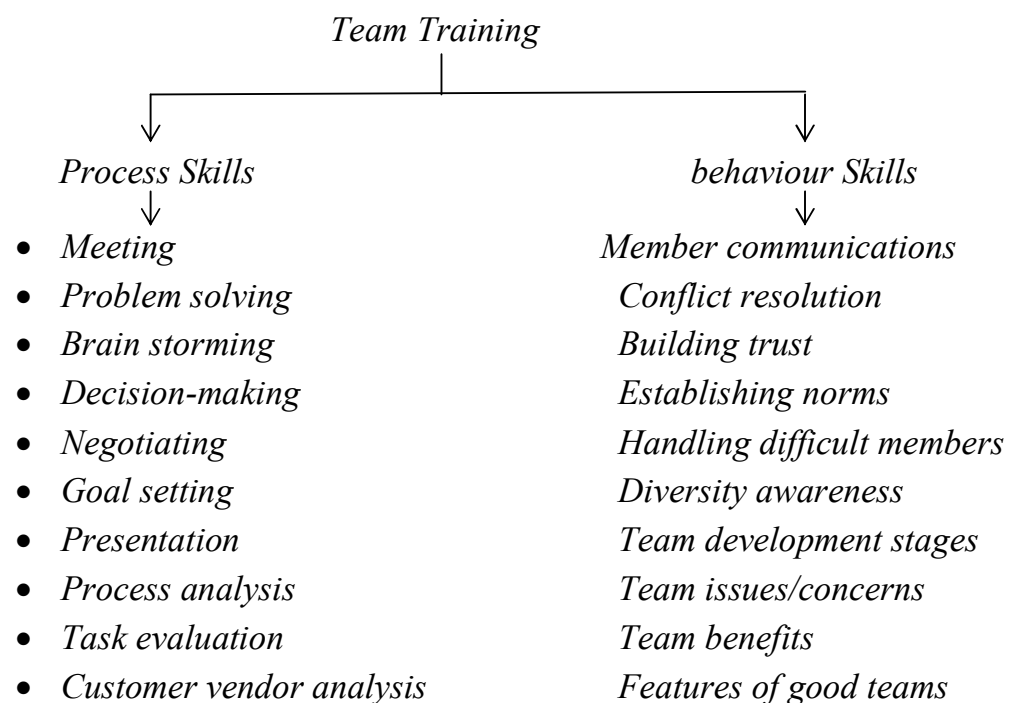 Team Training
Process Skills behaviour Skills
• Meeting Member communications
• Problem solving Conflict resolution
• Brain storming Building trust
• Decision-making Establishing norms
• Negotiating Handling difficult members
• Goal setting Diversity awareness
• Presentation Team development stages
• Process analysis Team issues/concerns
• Task evaluation Team benefits
• Customer vendor analysis Features of good teams